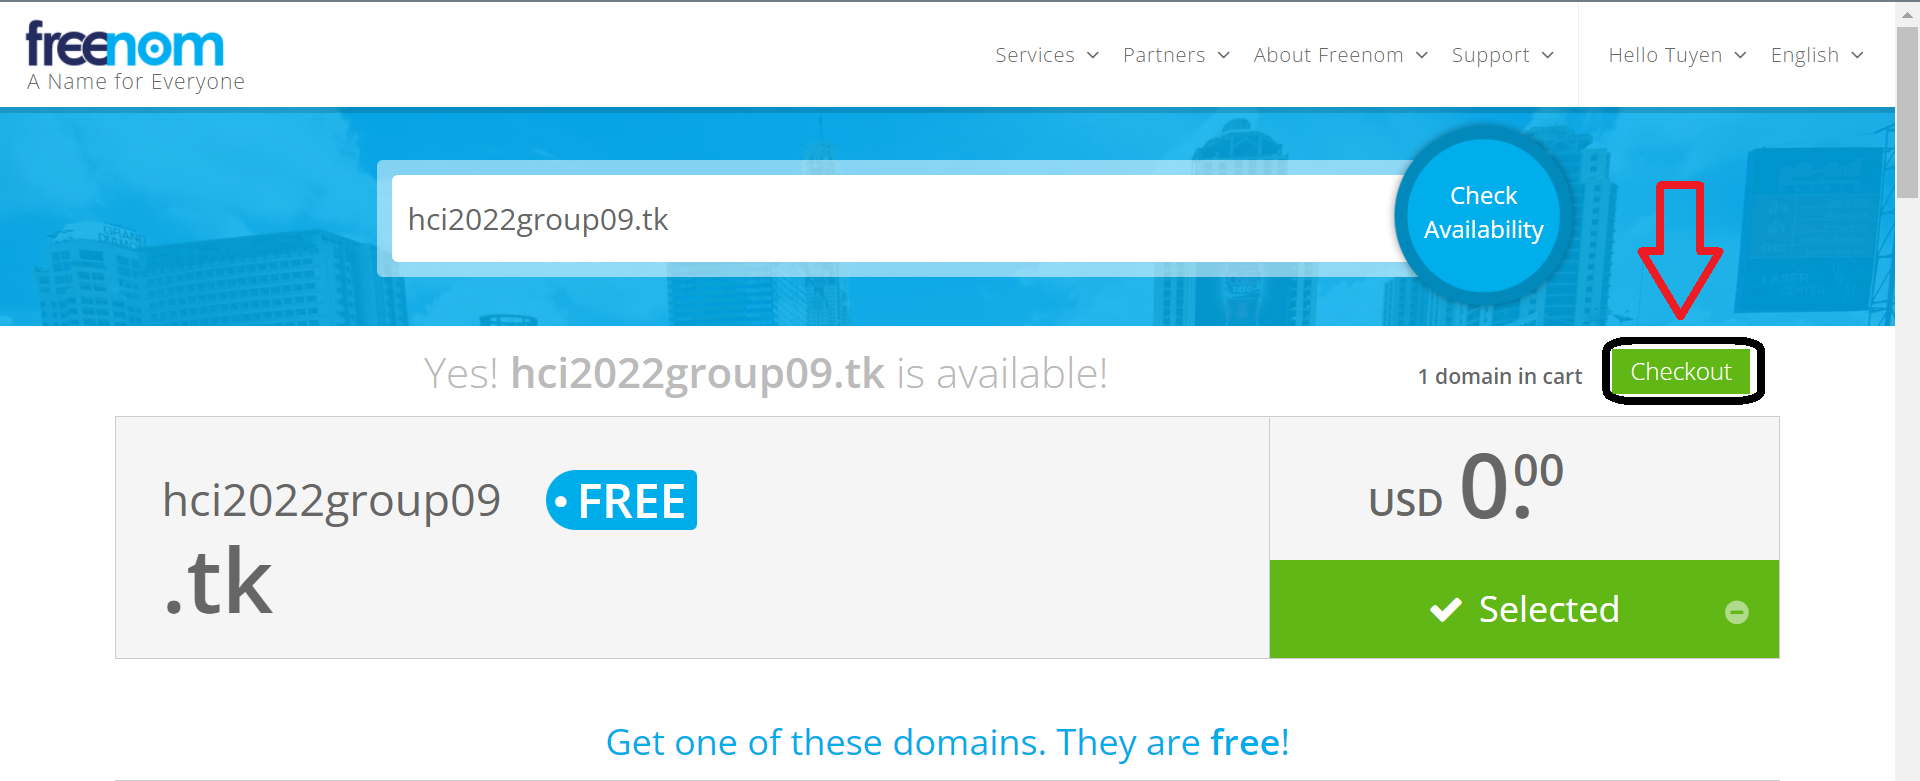 freenom
A Name for Everyone
Services Partners About Freenom Support Hello Tuyen English
hci2022group09.tk
Check
Availability
Yes! hci2022group09.tk is available!
1 domain in cart Checkout
hci2022group09 FREE
.tk
USD 0.00
Selected
Get one of these domains. They are free!